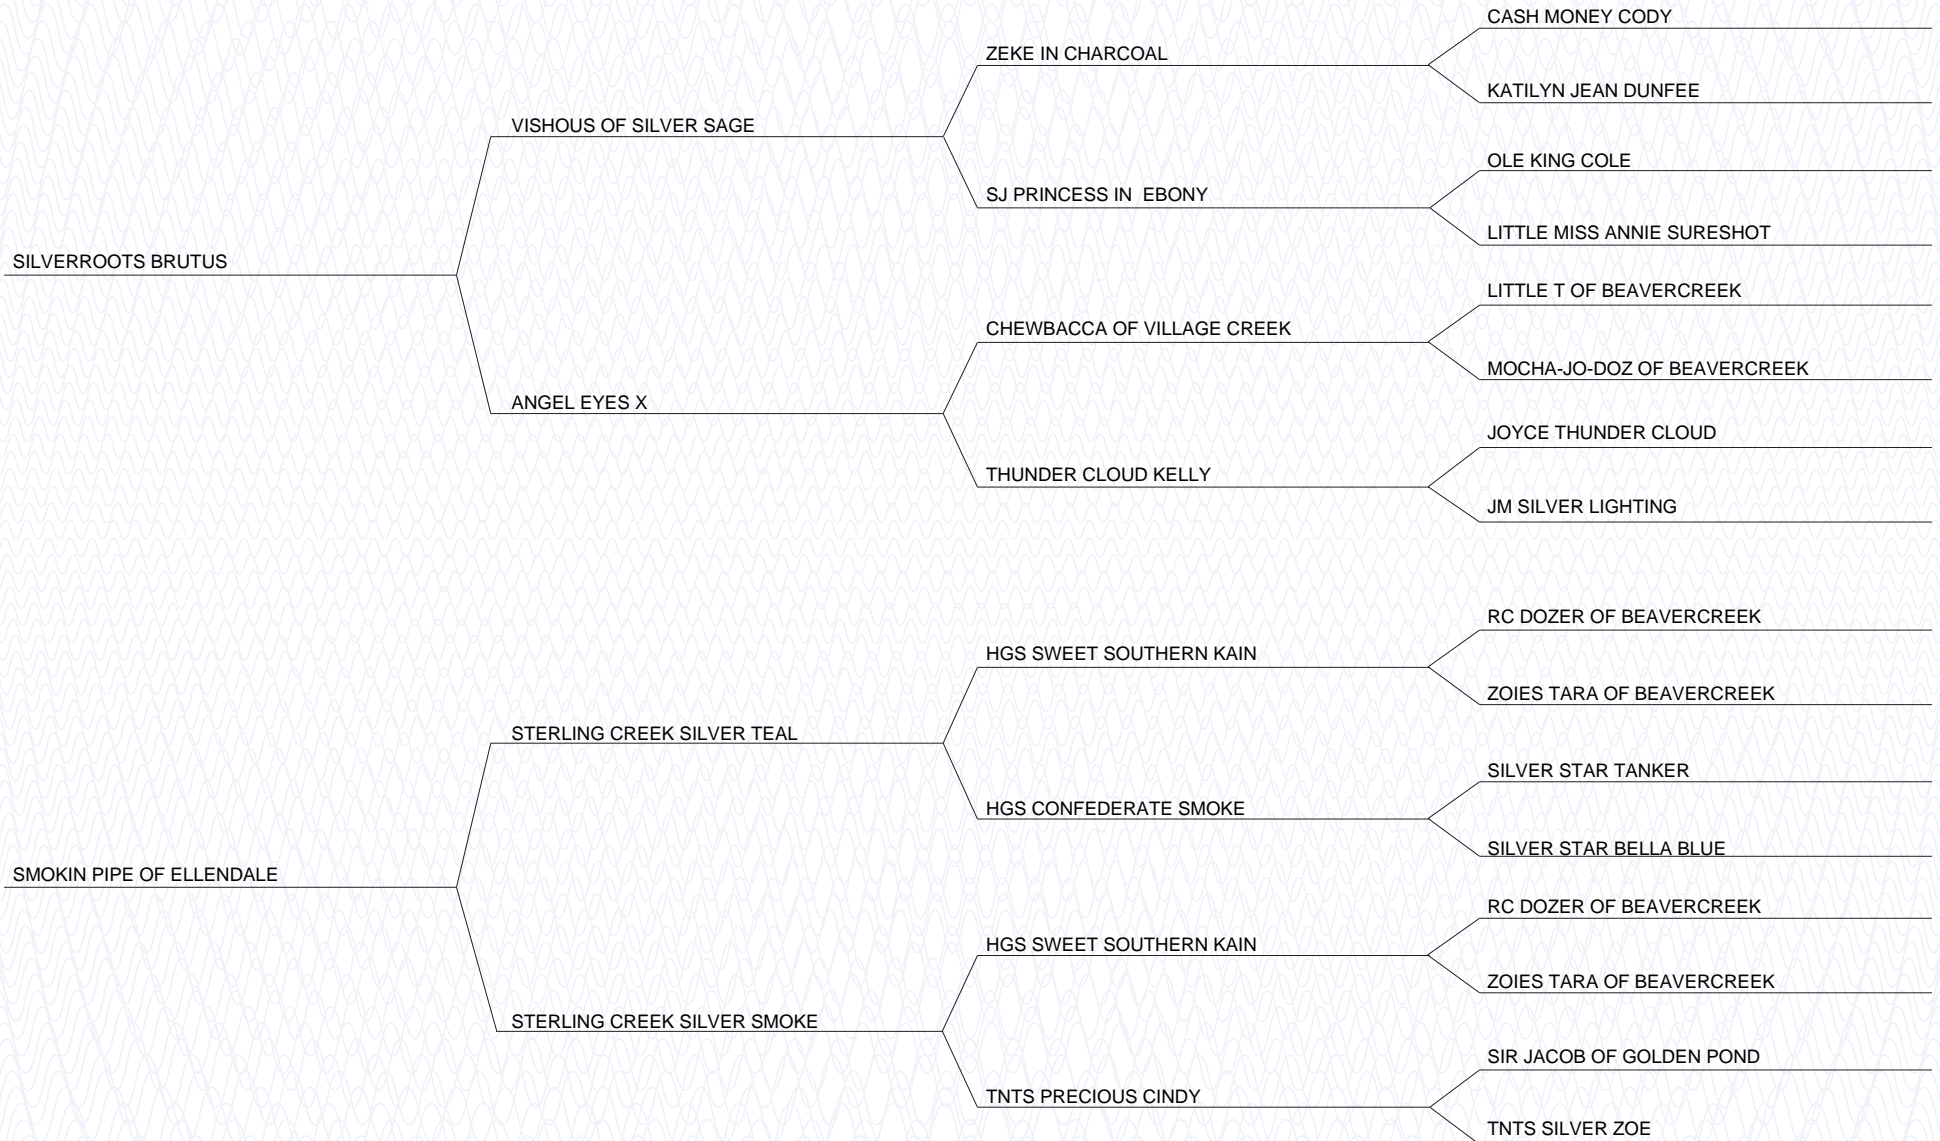 CASH MONEY CODY
ZEKE IN CHARCOAL
KATILYN JEAN DUNFEE
VISHOUS OF SILVER SAGE
OLE KING COLE
SJ PRINCESS IN  EBONY
LITTLE MISS ANNIE SURESHOT
SILVERROOTS BRUTUS
LITTLE T OF BEAVERCREEK
CHEWBACCA OF VILLAGE CREEK
MOCHA-JO-DOZ OF BEAVERCREEK
ANGEL EYES X
JOYCE THUNDER CLOUD
THUNDER CLOUD KELLY
JM SILVER LIGHTING
RC DOZER OF BEAVERCREEK
HGS SWEET SOUTHERN KAIN
ZOIES TARA OF BEAVERCREEK
STERLING CREEK SILVER TEAL
SILVER STAR TANKER
HGS CONFEDERATE SMOKE
SILVER STAR BELLA BLUE
SMOKIN PIPE OF ELLENDALE
RC DOZER OF BEAVERCREEK
HGS SWEET SOUTHERN KAIN
ZOIES TARA OF BEAVERCREEK
STERLING CREEK SILVER SMOKE
SIR JACOB OF GOLDEN POND
TNTS PRECIOUS CINDY
TNTS SILVER ZOE